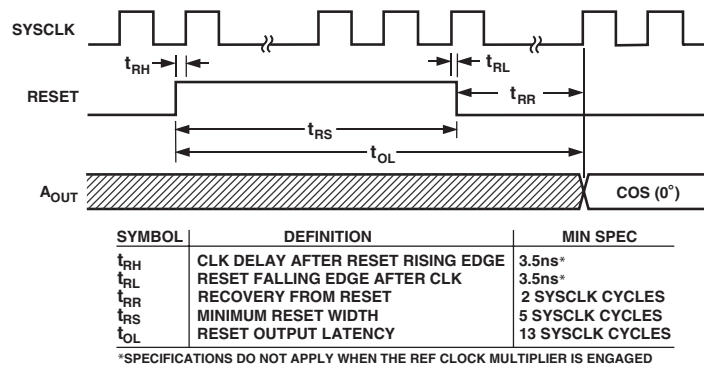 SYSCLK
tRH
tRL
RESET
tRR
tRS
tOL
AOUT
COS (0°)
SYMBOL DEFINITION MIN SPEC
tRH CLK DELAY AFTER RESET RISING EDGE 3.5ns*
tRL RESET FALLING EDGE AFTER CLK 3.5ns*
tRR RECOVERY FROM RESET 2 SYSCLK CYCLES
tRS MINIMUM RESET WIDTH 5 SYSCLK CYCLES
tOL RESET OUTPUT LATENCY 13 SYSCLK CYCLES
*SPECIFICATIONS DO NOT APPLY WHEN THE REF CLOCK MULTIPLIER IS ENGAGED